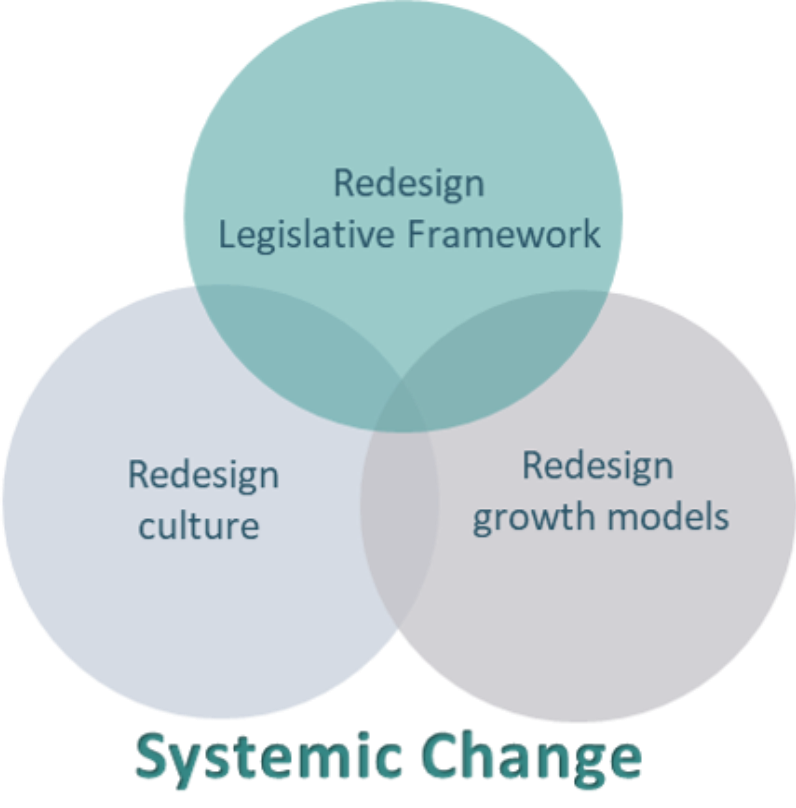 Redesign
Legislative Framework
Redesign
culture
Redesign
growth models
Systemic Change